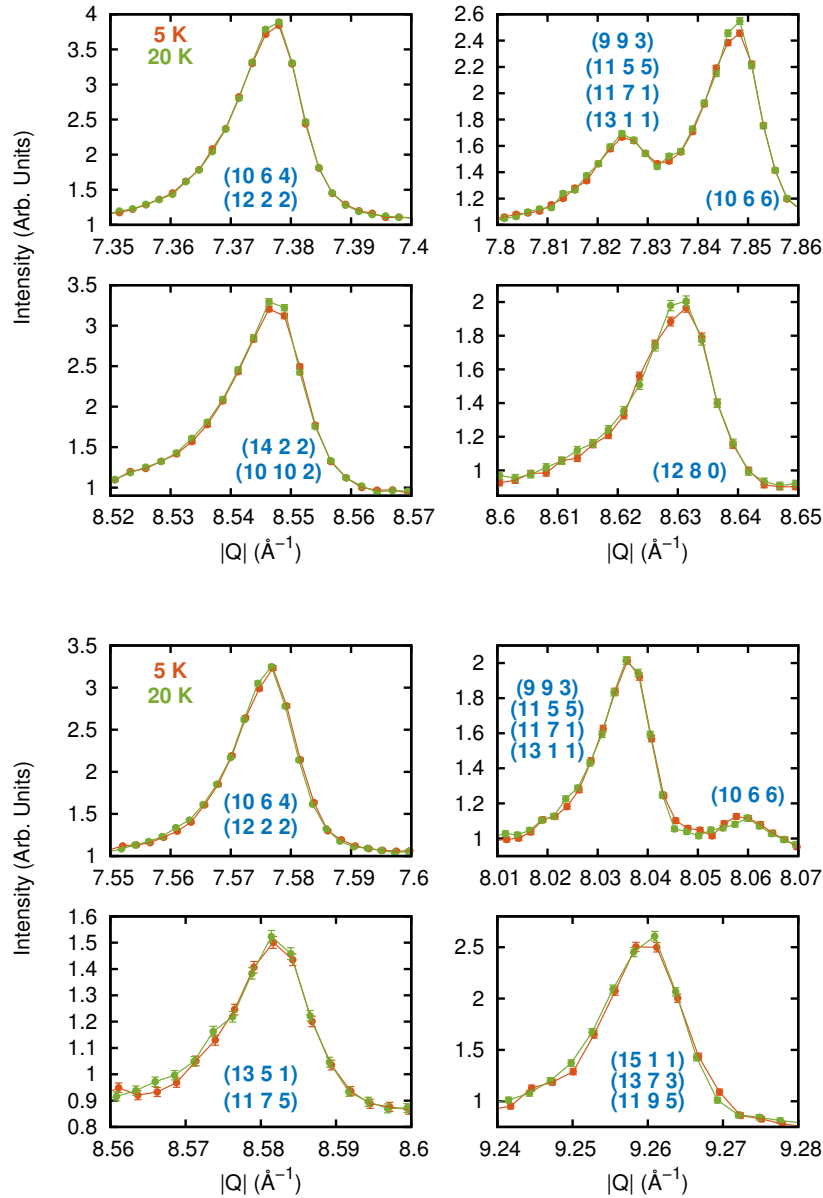 Intensity (Arb. Units)
4
3.5
3
2.5
2
1.5
1
5 K
20 K
(10 6 4)
(12 2 2)
7.35 7.36 7.37 7.38 7.39 7.4
2.6
2.4
2.2
2
1.8
1.6
1.4
1.2
1
(9 9 3)
(11 5 5)
(11 7 1)
(13 1 1)
(10 6 6)
7.8 7.81 7.82 7.83 7.84 7.85 7.86
3.5
3
2.5
2
1.5
1
(14 2 2)
(10 10 2)
8.52 8.53 8.54 8.55 8.56 8.57
|Q| (Å⁻¹)
2
1.8
1.6
1.4
1.2
1
(12 8 0)
8.6 8.61 8.62 8.63 8.64 8.65
|Q| (Å⁻¹)
Intensity (Arb. Units)
3.5
3
2.5
2
1.5
1
5 K
20 K
(10 6 4)
(12 2 2)
7.55 7.56 7.57 7.58 7.59 7.6
2
1.8
1.6
1.4
1.2
1
(9 9 3)
(11 5 5)
(11 7 1)
(13 1 1)
(10 6 6)
8.01 8.02 8.03 8.04 8.05 8.06 8.07
1.6
1.5
1.4
1.3
1.2
1.1
1
0.9
0.8
(13 5 1)
(11 7 5)
8.56 8.57 8.58 8.59 8.6
|Q| (Å⁻¹)
2.5
2
1.5
1
(15 1 1)
(13 7 3)
(11 9 5)
9.24 9.25 9.26 9.27 9.28
|Q| (Å⁻¹)